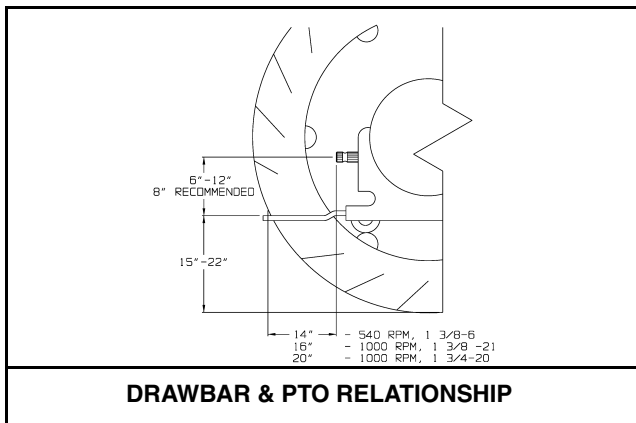 6"-12"
8" RECOMMENDED
15"-22"
14" - 540 RPM, 1 3/8-6
16" - 1000 RPM, 1 3/8 -21
20" - 1000 RPM, 1 3/4-20
DRAWBAR & PTO RELATIONSHIP